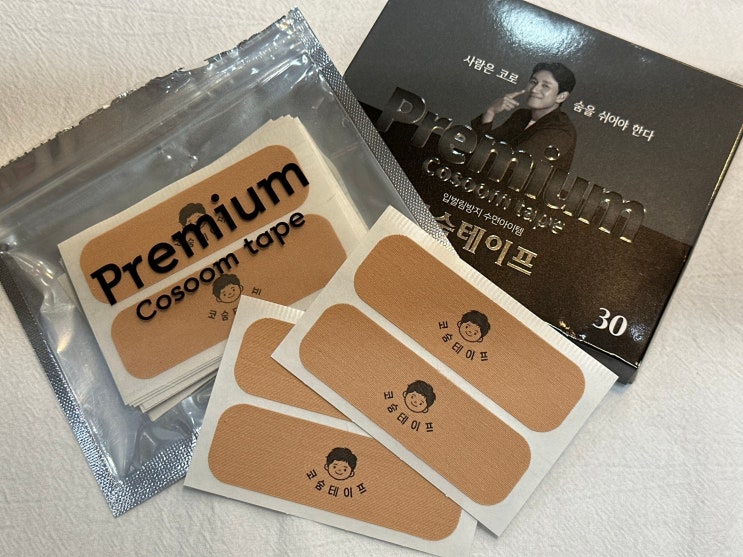 Premium
Cosoom tape
사람은 코로
숨을 쉬어야 한다
Premium
Cosoom tape
입벌림방지 수면아이템
숨테이프
30
코숨테이프
코숨테이프
코숨테이프